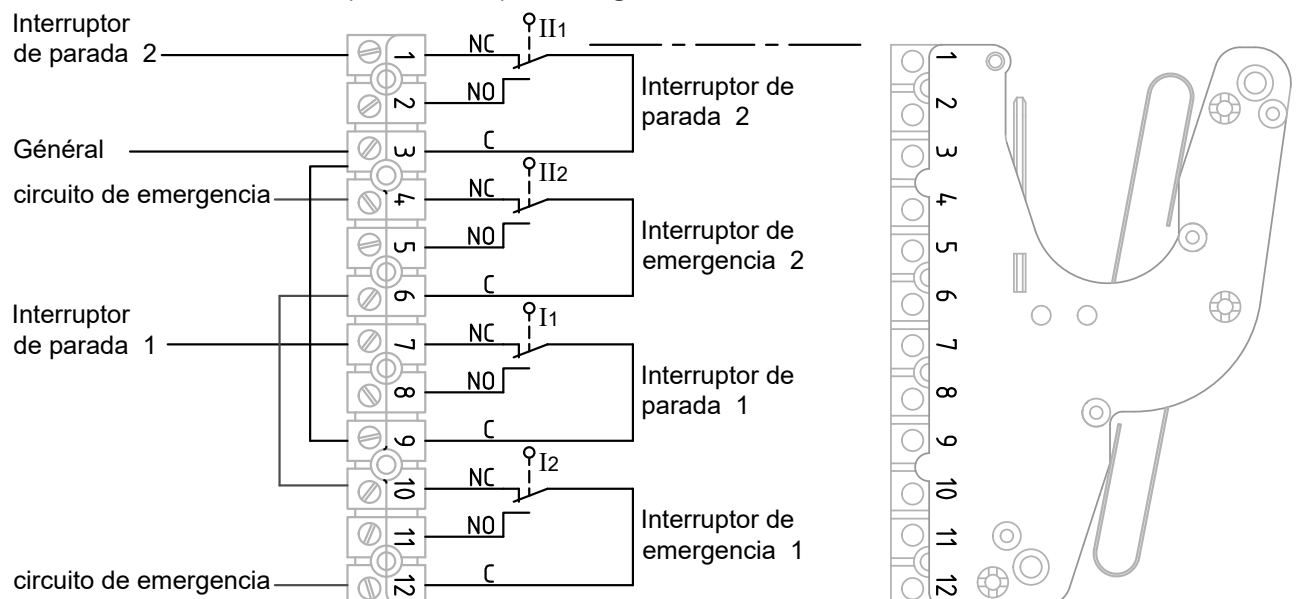 Interruptor
de parada 2
Général
circuito de emergencia
Interruptor
de parada 1
circuito de emergencia
1
2
3
4
5
6
7
8
9
10
11
12
NC
II1
NO
C
Interruptor de
parada 2
NC
II2
NO
C
Interruptor de
emergencia 2
NC
I1
NO
C
Interruptor de
parada 1
NC
I2
NO
C
Interruptor de
emergencia 1
1
2
3
4
5
6
7
8
9
10
11
12